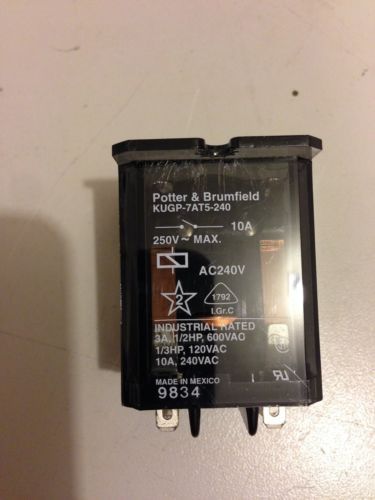 Potter & Brumfield
KUGP-7AT5-240
10A
250V ~ MAX.
AC240V
2
1792
I.Gr.C
INDUSTRIAL RATED
3A, 1/2HP, 600VAO
1/3HP, 120VAC
10A, 240VAC
MADE IN MEXICO
9834